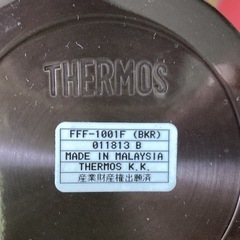 THERMOS
FFF-1001F (BKR)
011813 B
MADE IN MALAYSIA
THERMOS K.K.
産業財産権出願済